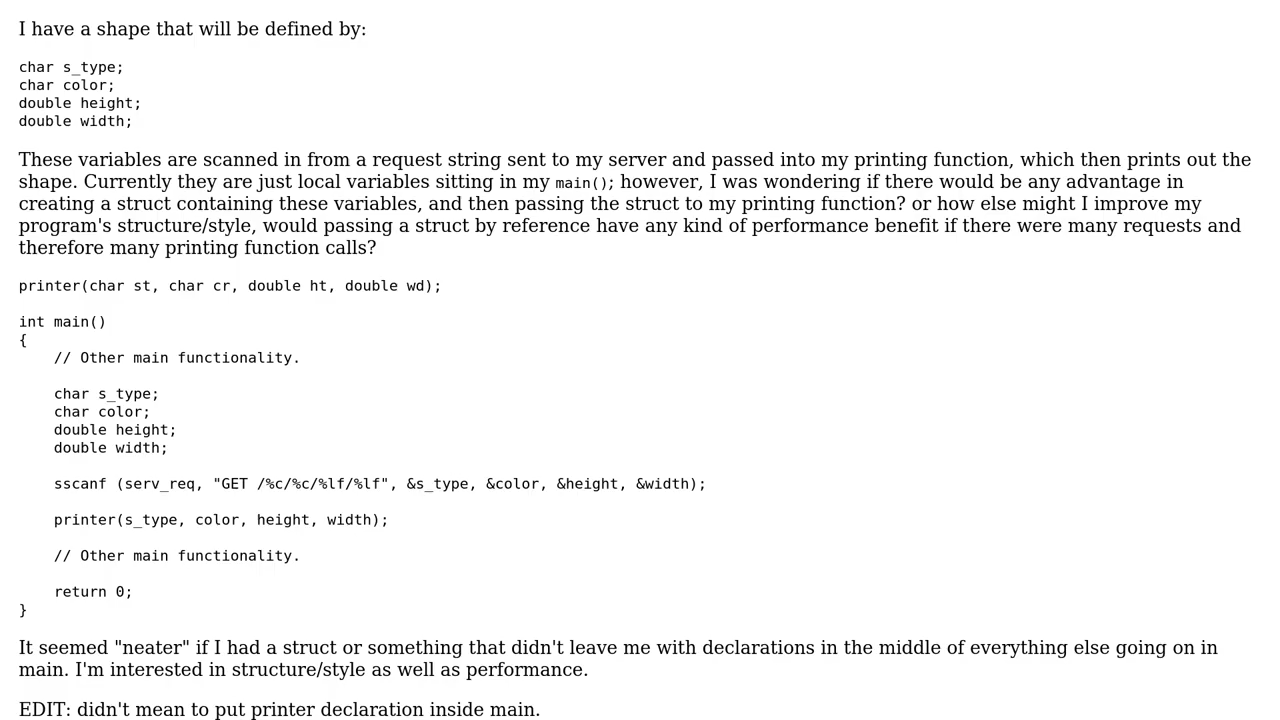 I have a shape that will be defined by:
char s_type;
char color;
double height;
double width;
These variables are scanned in from a request string sent to my server and passed into my printing function, which then prints out the
shape. Currently they are just local variables sitting in my main(); however, I was wondering if there would be any advantage in
creating a struct containing these variables, and then passing the struct to my printing function? or how else might I improve my
program's structure/style, would passing a struct by reference have any kind of performance benefit if there were many requests and
therefore many printing function calls?
printer(char st, char cr, double ht, double wd);
int main()
{
    // Other main functionality.
    char s_type;
    char color;
    double height;
    double width;
    sscanf (serv_req, "GET /%c/%c/%lf/%lf", &s_type, &color, &height, &width);
    printer(s_type, color, height, width);
    // Other main functionality.
    return 0;
}
It seemed "neater" if I had a struct or something that didn't leave me with declarations in the middle of everything else going on in
main. I'm interested in structure/style as well as performance.
EDIT: didn't mean to put printer declaration inside main.